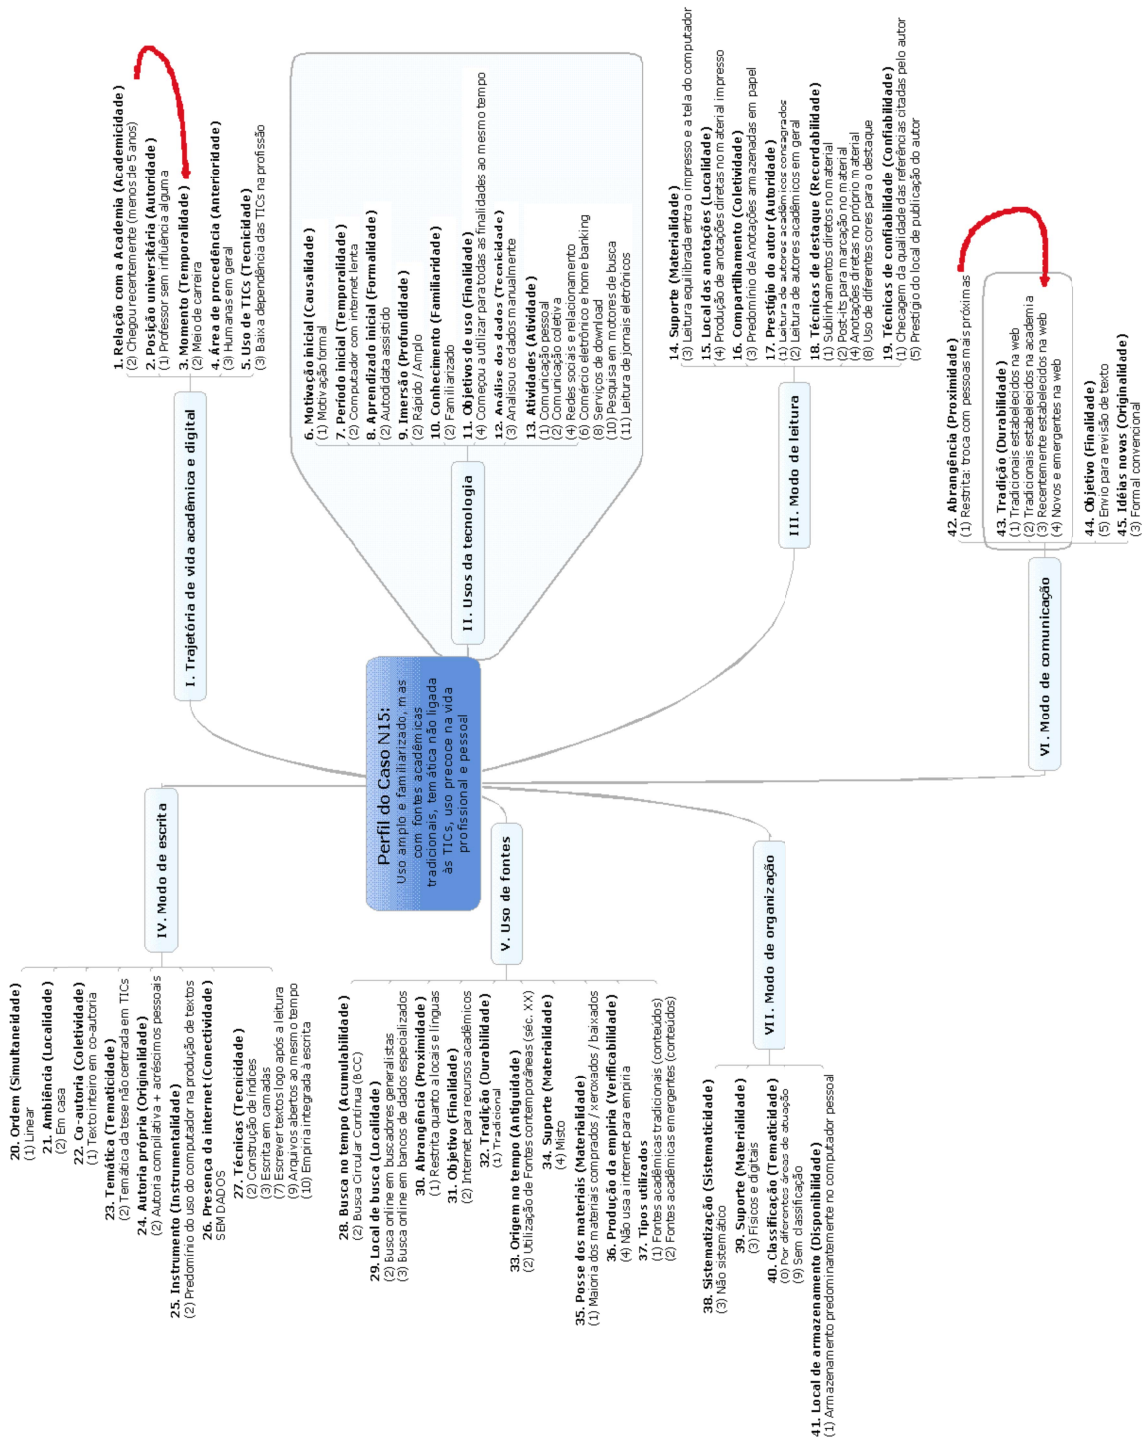 Perfil do Caso N15:
Uso amplo e familiarizado, mas
com fontes acadêmicas
tradicionais, temática não ligada
às TICs, uso precoce na vida
profissional e pessoal
I. Trajetória de vida acadêmica e digital
1. Relação com a Academia (Academicidade)
(2) Chegou recentemente (menos de 5 anos)
2. Posição universitária (Autoridade)
(1) Professor sem influência alguma
3. Momento (Temporalidade)
(2) Meio de carreira
4. Área de procedência (Anterioridade)
(3) Humanas em geral
5. Uso de TICs (Tecnicidade)
(3) Baixa dependência das TICs na profissão
II. Usos da tecnologia
6. Motivação inicial (Causalidade)
(1) Motivação formal
7. Período inicial (Temporalidade)
(2) Computador com internet lenta
8. Aprendizado inicial (Formalidade)
(2) Autodidata assistido
9. Imersão (Profundidade)
(2) Rápido / Amplo
10. Conhecimento (Familiaridade)
(2) Familiarizado
11. Objetivos de uso (Finalidade)
(4) Começou a utilizar para todas as finalidades ao mesmo tempo
12. Análise dos dados (Tecnicidade)
(3) Analisou os dados manualmente
13. Atividades (Atividade)
(1) Comunicação pessoal
(2) Comunicação coletiva
(4) Redes sociais e relacionamento
(6) Comércio eletrônico e home banking
(8) Serviços de download
(10) Pesquisa em motores de busca
(11) Leitura de jornais eletrônicos
III. Modo de leitura
14. Suporte (Materialidade)
(3) Leitura equilibrada entre o impresso e a tela do computador
15. Local das anotações (Localidade)
(4) Produção de anotações diretas no material impresso
16. Compartilhamento (Coletividade)
(3) Predomínio de Anotações armazenadas em papel
17. Prestígio do autor (Autoridade)
(1) Leitura de autores acadêmicos consagrados
(2) Leitura de autores acadêmicos em geral
18. Técnicas de destaque (Recordabilidade)
(1) Sublinhamentos diretos no material
(2) Post-its para marcação no material
(4) Anotações diretas no próprio material
(8) Uso de diferentes cores para o destaque
19. Técnicas de confiabilidade (Confiabilidade)
(1) Checagem da qualidade das referências citadas pelo autor
(5) Prestígio do local de publicação do autor
IV. Modo de escrita
20. Ordem (Simultaneidade)
(1) Linear
21. Ambiência (Localidade)
(2) Em casa
22. Co-autoria (Coletividade)
(1) Texto inteiro em co-autoria
23. Temática (Tematicidade)
(2) Temática da tese não centrada em TICs
24. Autoria própria (Originalidade)
(2) Autoria compilativa + acréscimos pessoais
25. Instrumento (Instrumentalidade)
(2) Predomínio do uso do computador na produção de textos
26. Presença da internet (Conectividade)
SEM DADOS
27. Técnicas (Tecnicidade)
(2) Construção de índices
(3) Escrita em camadas
(7) Escrever textos logo após a leitura
(9) Arquivos abertos ao mesmo tempo
(10) Empiria integrada à escrita
V. Uso de fontes
28. Busca no tempo (Acumulabilidade)
(2) Busca Circular Contínua (BCC)
29. Local de busca (Localidade)
(2) Busca online em buscadores generalistas
(3) Busca online em bancos de dados especializados
30. Abrangência (Proximidade)
(1) Restrita quanto a locais e línguas
31. Objetivo (Finalidade)
(2) Internet para recursos acadêmicos
32. Tradição (Durabilidade)
(1) Tradicional
33. Origem no tempo (Antiguidade)
(2) Utilização de Fontes contemporâneas (séc. XX)
34. Suporte (Materialidade)
(4) Misto
35. Posse dos materiais (Materialidade)
(1) Maioria dos materiais comprados / xeroxados / baixados
36. Produção da empiria (Verificabilidade)
(4) Não usa a internet para empiria
37. Tipos utilizados
(1) Fontes acadêmicas tradicionais (conteúdos)
(2) Fontes acadêmicas emergentes (conteúdos)
VI. Modo de comunicação
42. Abrangência (Proximidade)
(1) Restrita: troca com pessoas mais próximas
43. Tradição (Durabilidade)
(1) Tradicionais estabelecidos na web
(2) Tradicionais estabelecidos na academia
(3) Recentemente estabelecidos na web
(4) Novos e emergentes na web
44. Objetivo (Finalidade)
(5) Envio para revisão de texto
45. Idéias novas (Originalidade)
(3) Formal convencional
VII. Modo de organização
38. Sistematização (Sistematicidade)
(3) Não sistemático
39. Suporte (Materialidade)
(3) Físicos e digitais
40. Classificação (Tematicidade)
(0) Por diferentes áreas de atuação
(9) Sem classificação
41. Local de armazenamento (Disponibilidade)
(1) Armazenamento predominantemente no computador pessoal